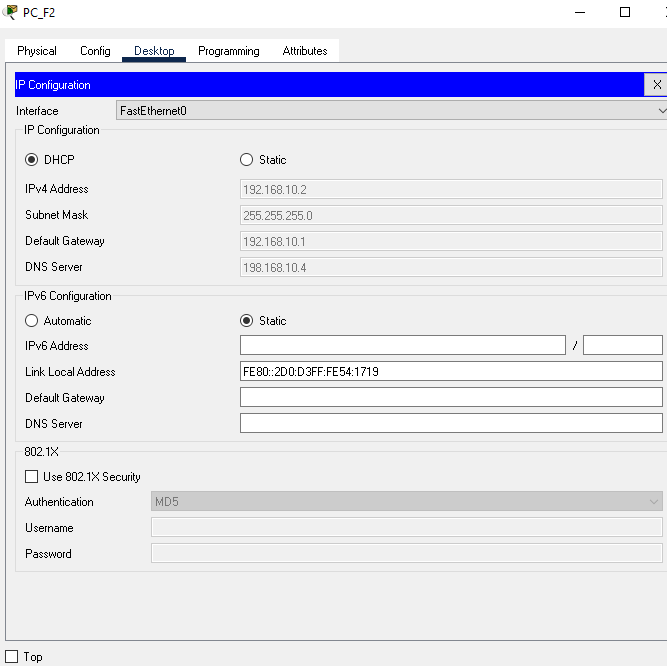 PC_F2
Physical Config Desktop Programming Attributes
IP Configuration X
Interface FastEthernet0
IP Configuration
DHCP Static
IPv4 Address 192.168.10.2
Subnet Mask 255.255.255.0
Default Gateway 192.168.10.1
DNS Server 198.168.10.4
IPv6 Configuration
Automatic Static
IPv6 Address /
Link Local Address FE80::2D0:D3FF:FE54:1719
Default Gateway
DNS Server
802.1X
Use 802.1X Security
Authentication MD5
Username
Password
Top